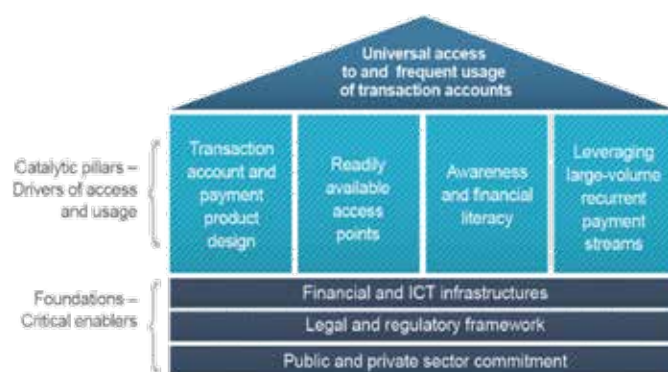 Universal access
to and frequent usage
of transaction accounts
Catalytic pillars –
Drivers of access
and usage
Transaction
account and
payment
product
design
Readily
available
access
points
Awareness
and financial
literacy
Leveraging
large-volume
recurrent
payment
streams
Foundations –
Critical enablers
Financial and ICT infrastructures
Legal and regulatory framework
Public and private sector commitment